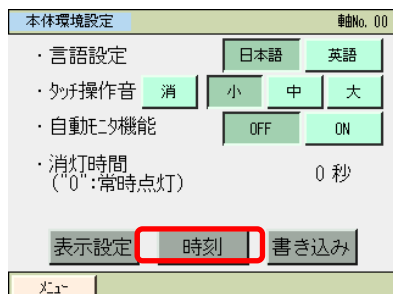 本体環境設定 軸No. 00
・言語設定 日本語 英語
・ﾀｯﾁ操作音 消 小 中 大
・自動ﾓﾆﾀ機能 OFF ON
・消灯時間 0 秒
("0":常時点灯)
表示設定 時刻 書き込み
ﾒﾆｭｰ